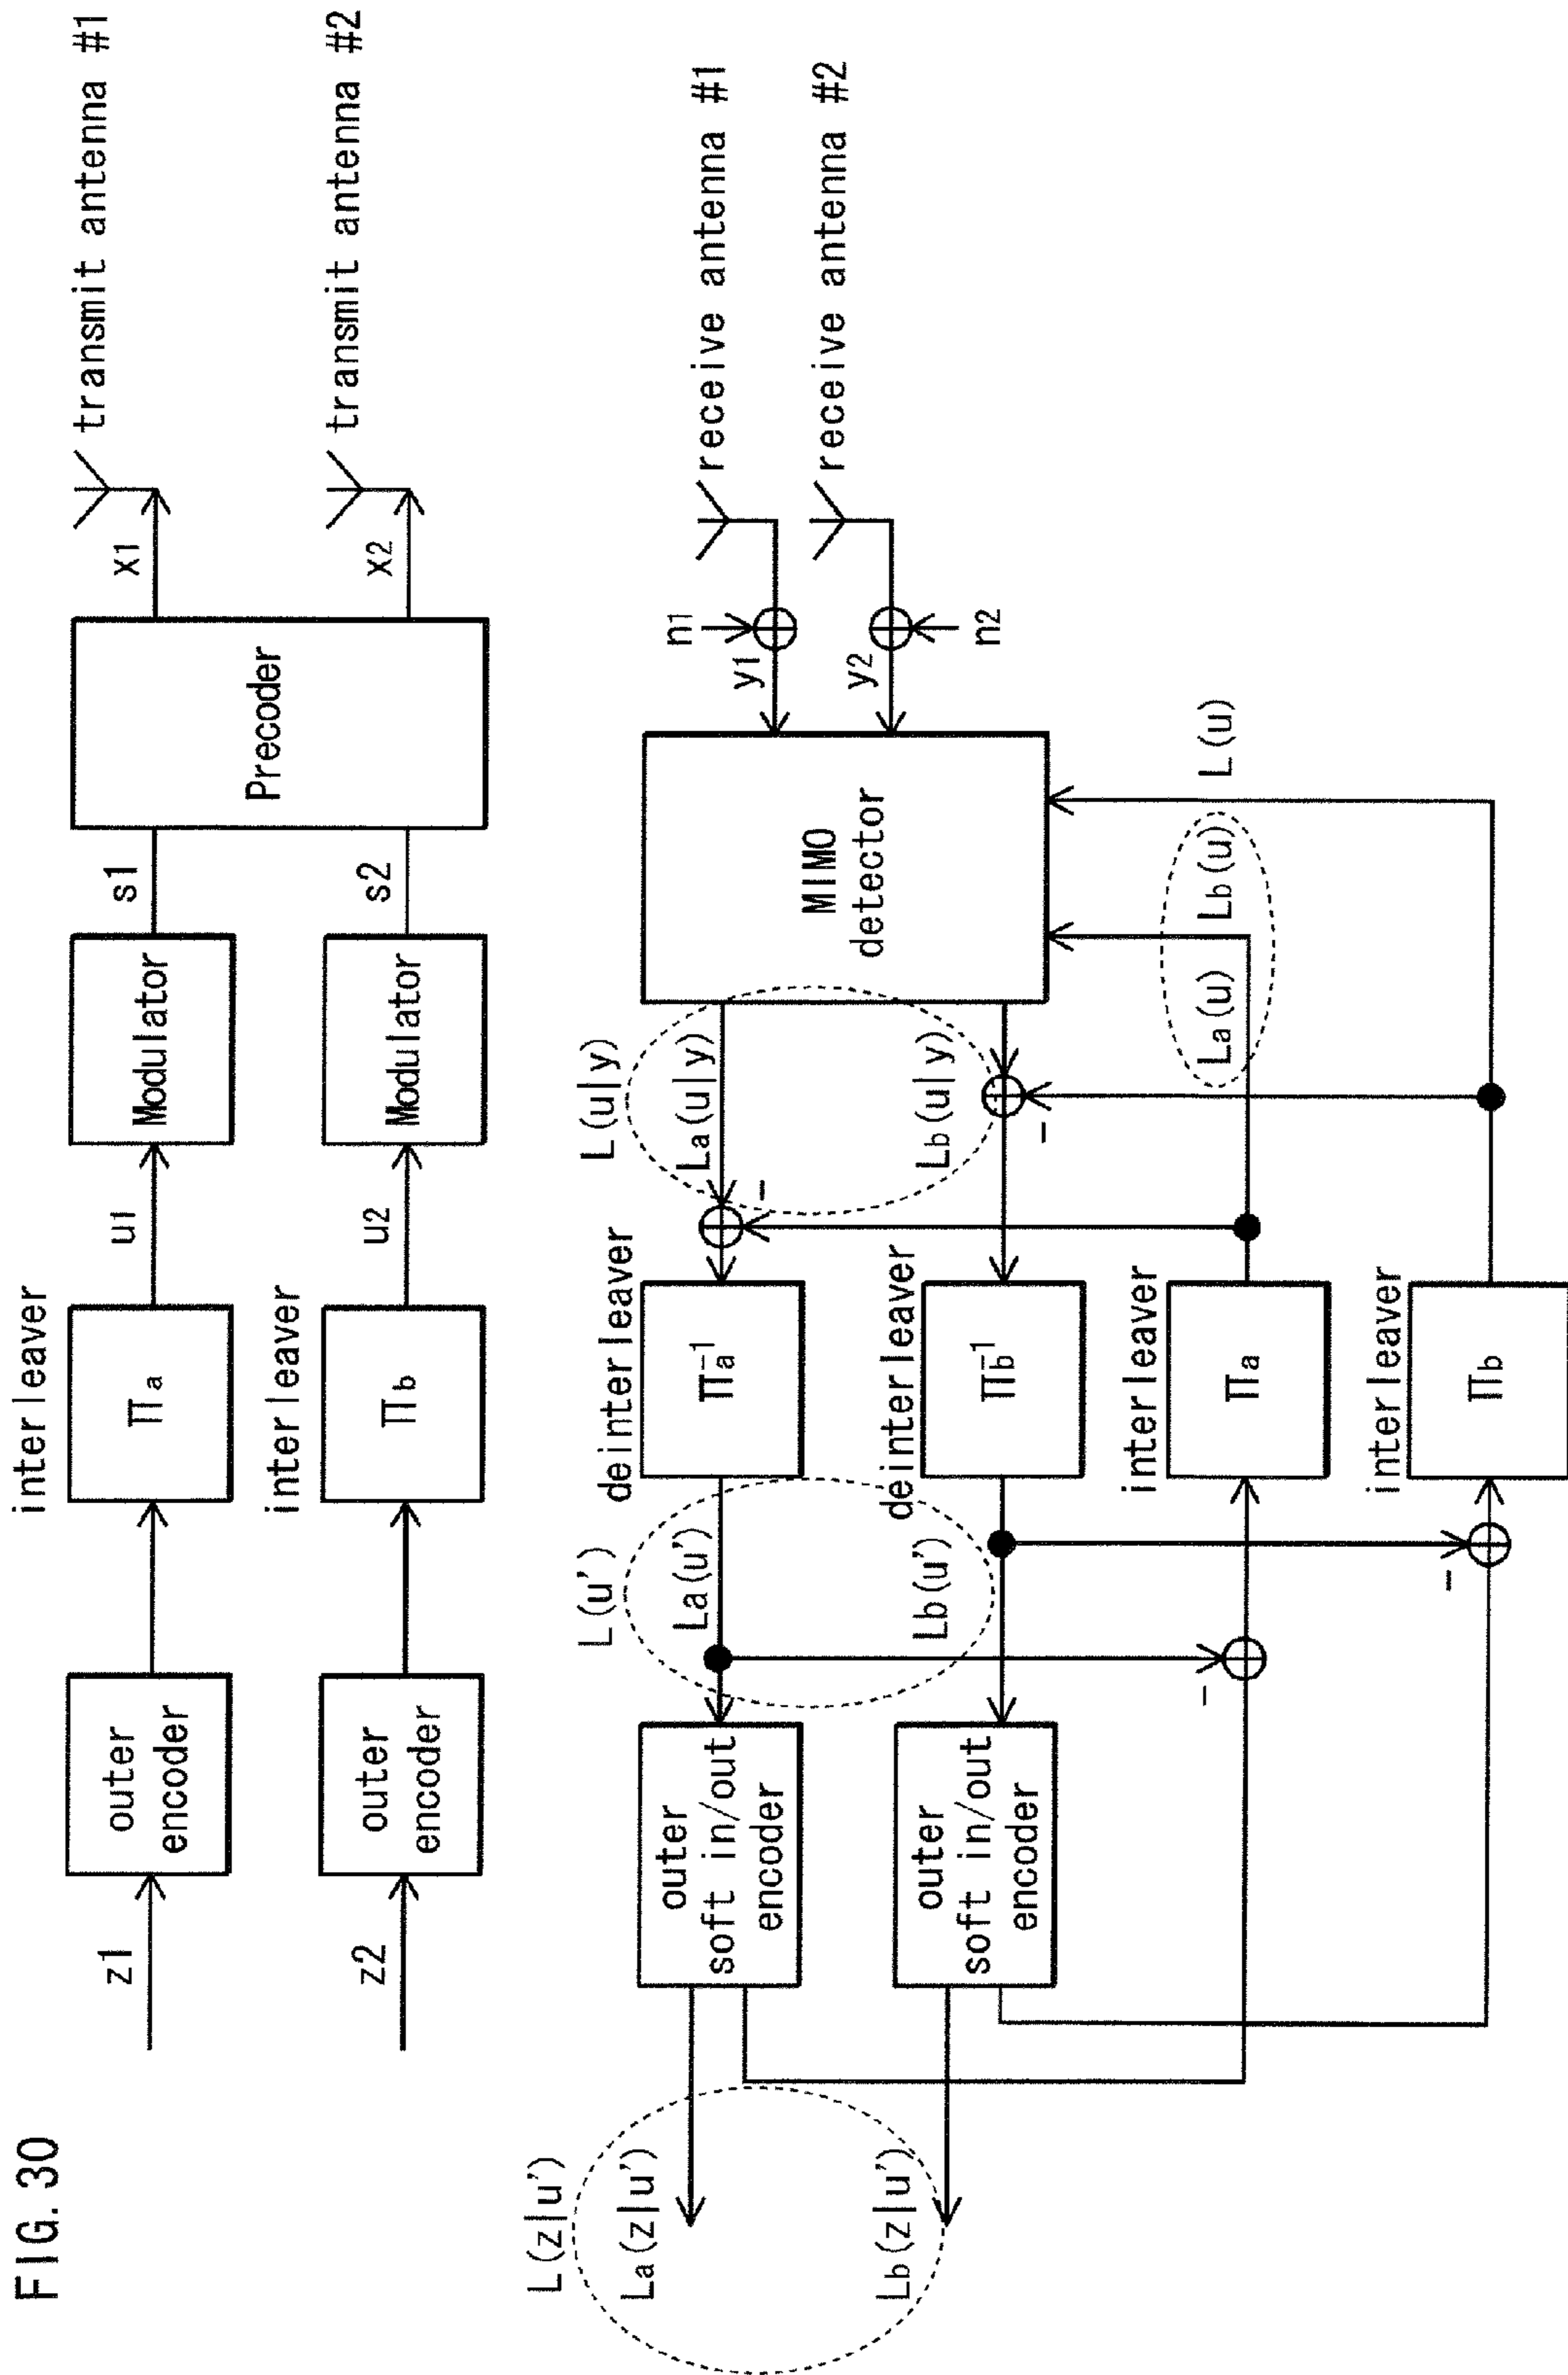 FIG. 30
z1
outer
encoder
interleaver
Πa
u1
Modulator
s1
Precoder
x1
transmit antenna #1
z2
outer
encoder
interleaver
Πb
u2
Modulator
s2
x2
transmit antenna #2
L(z|u')
La(z|u')
Lb(z|u')
outer
soft in/out
encoder
outer
soft in/out
encoder
L(u')
La(u')
Lb(u')
-
-
deinterleaver
Πa-1
deinterleaver
Πb-1
interleaver
Πa
interleaver
Πb
L(u|y)
La(u|y)
Lb(u|y)
-
-
La(u)
Lb(u)
L(u)
MIMO
detector
y1
n1
y2
n2
receive antenna #1
receive antenna #2